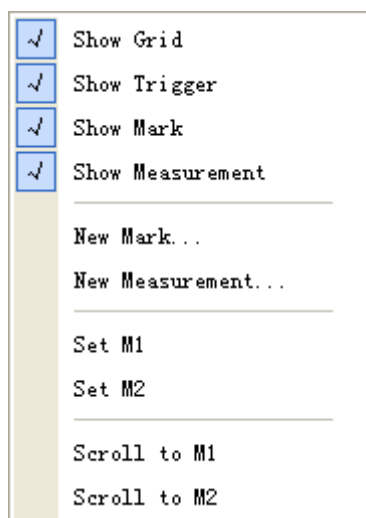 Show Grid
Show Trigger
Show Mark
Show Measurement
New Mark...
New Measurement...
Set M1
Set M2
Scroll to M1
Scroll to M2